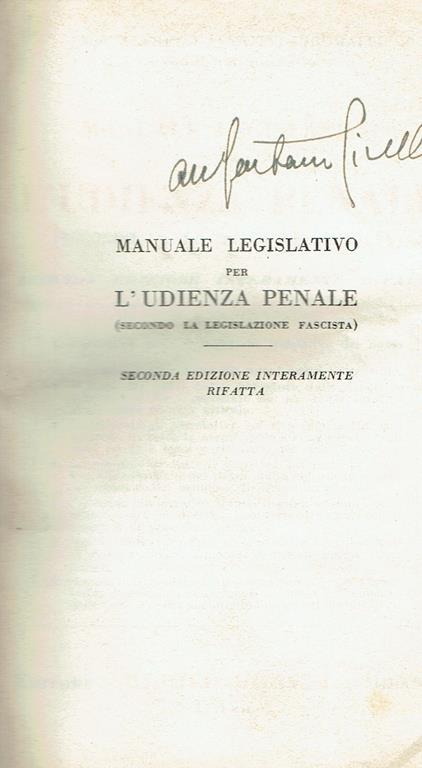 MANUALE LEGISLATIVO
PER
L'UDIENZA PENALE
(SECONDO LA LEGISLAZIONE FASCISTA)
SECONDA EDIZIONE INTERAMENTE
RIFATTA